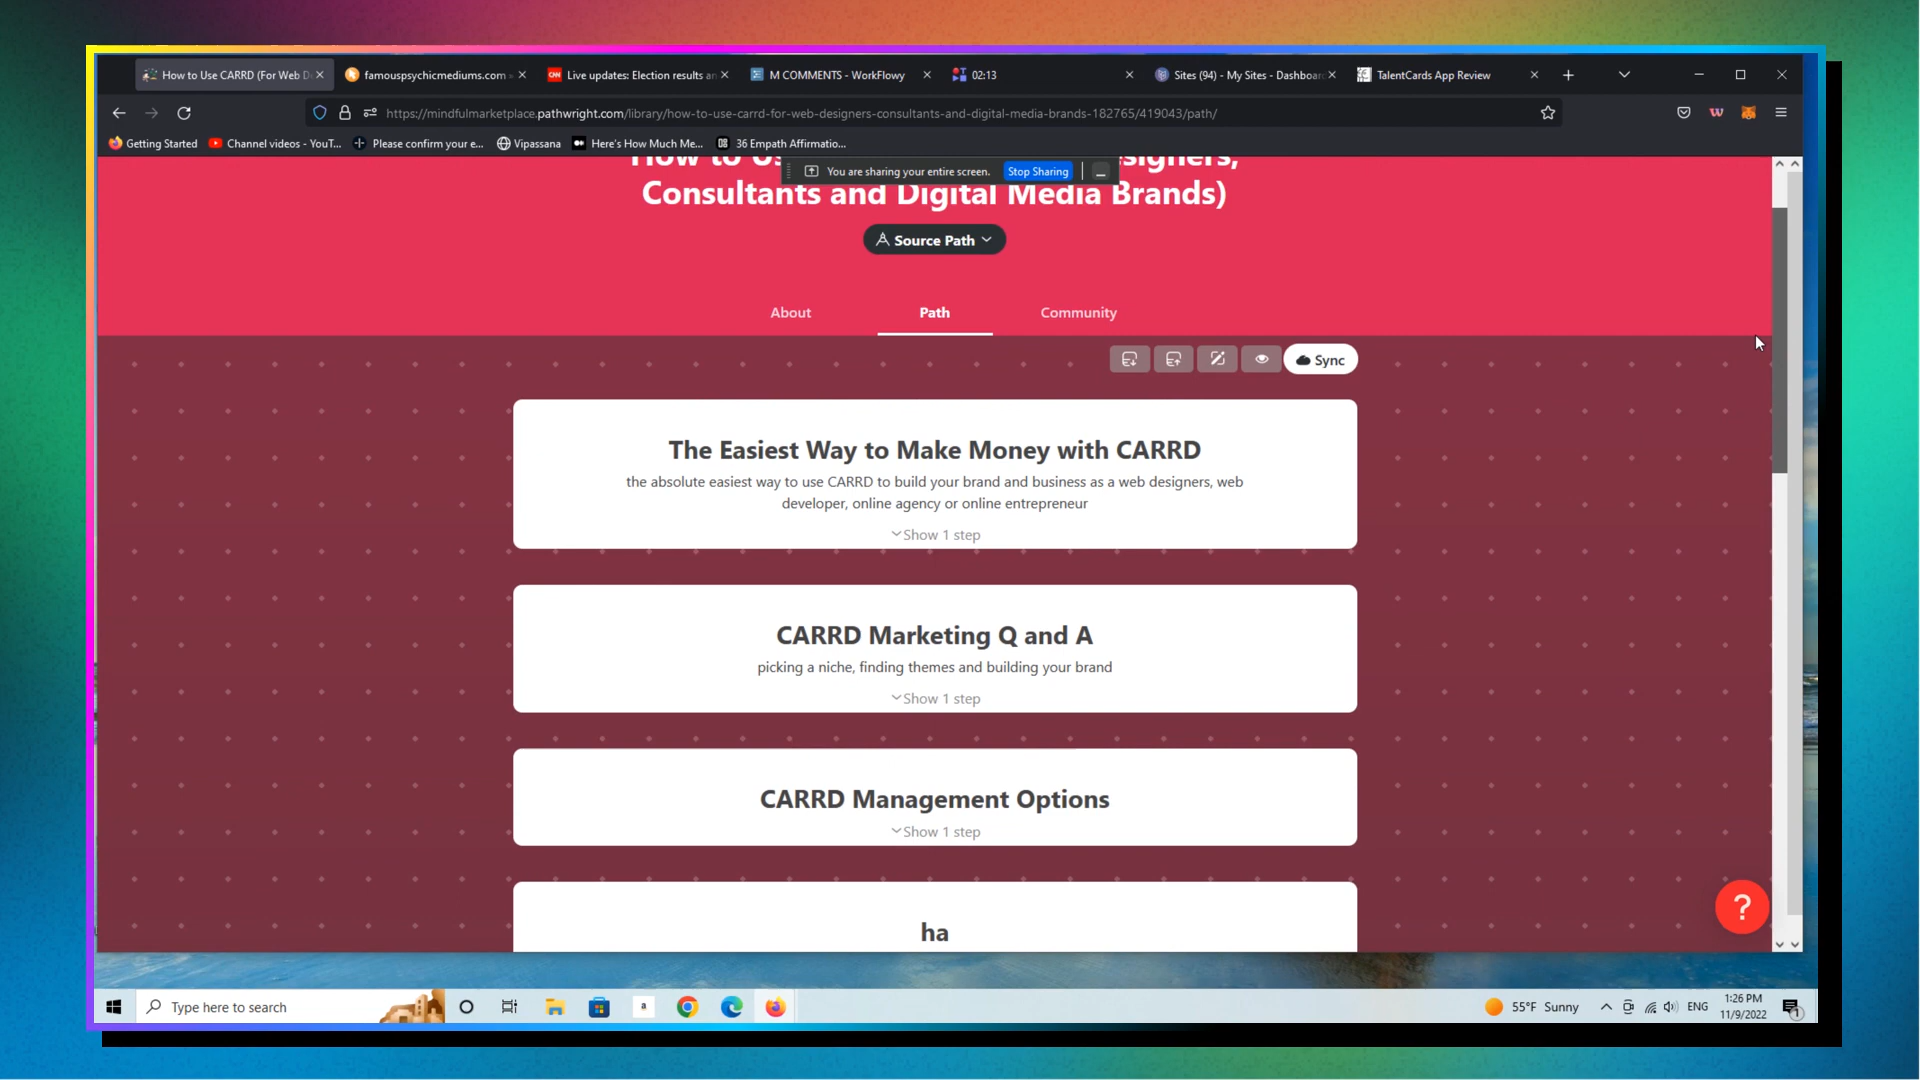 How to Use CARRD (For Web D
famouspsychicmediums.com
Live updates: Election results an
M COMMENTS - WorkFlowy
02:13
Sites (94) - My Sites - Dashboard
TalentCards App Review
https://mindfulmarketplace.pathwright.com/library/how-to-use-carrd-for-web-designers-consultants-and-digital-media-brands-182765/419043/path/
Getting Started
Channel videos - YouT...
Please confirm your e...
Vipassana
Here's How Much Me...
36 Empath Affirmatio...
You are sharing your entire screen.
Stop Sharing
How to Us signers,
Consultants and Digital Media Brands)
Source Path
About
Path
Community
Sync
The Easiest Way to Make Money with CARRD
the absolute easiest way to use CARRD to build your brand and business as a web designers, web
developer, online agency or online entrepreneur
Show 1 step
CARRD Marketing Q and A
picking a niche, finding themes and building your brand
Show 1 step
CARRD Management Options
Show 1 step
ha
?
Type here to search
a
55°F Sunny
ENG
1:26 PM
11/9/2022
1